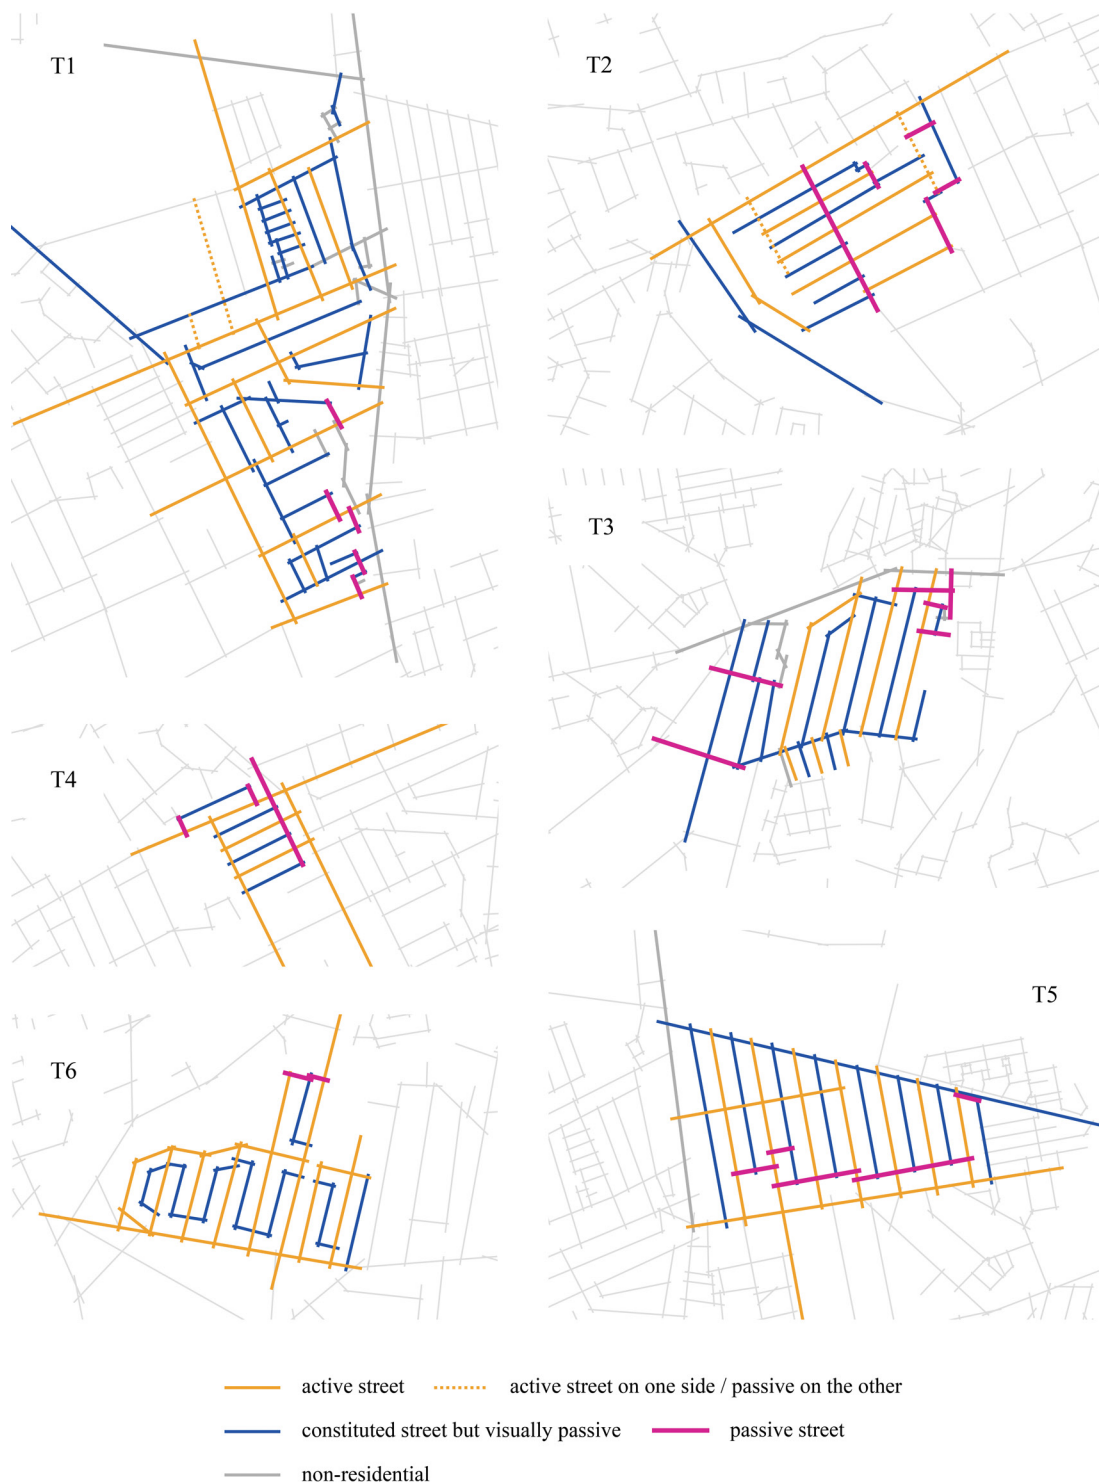 T1
T2
T3
T4
T5
T6
active street
active street on one side / passive on the other
constituted street but visually passive
passive street
non-residential